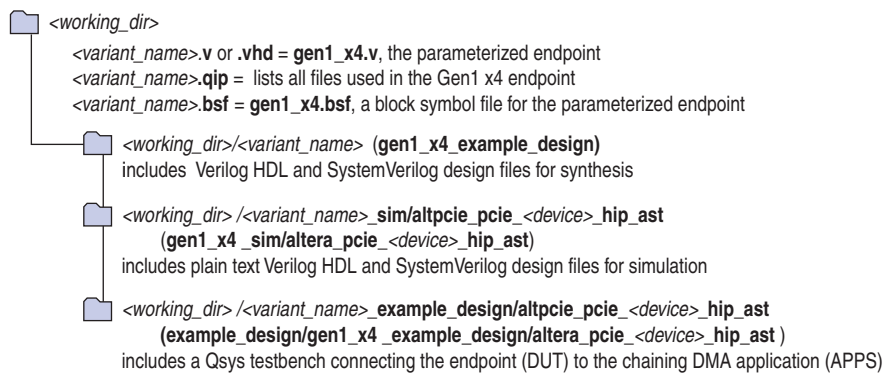 <working_dir>
<variant_name>.v or .vhd = gen1_x4.v, the parameterized endpoint
<variant_name>.qip = lists all files used in the Gen1 x4 endpoint
<variant_name>.bsf = gen1_x4.bsf, a block symbol file for the parameterized endpoint
<working_dir>/<variant_name> (gen1_x4_example_design)
includes Verilog HDL and SystemVerilog design files for synthesis
<working_dir> /<variant_name>_sim/altpcie_pcie_<device>_hip_ast
(gen1_x4 _sim/altera_pcie_<device>_hip_ast)
includes plain text Verilog HDL and SystemVerilog design files for simulation
<working_dir> /<variant_name>_example_design/altpcie_pcie_<device>_hip_ast
(example_design/gen1_x4 _example_design/altera_pcie_<device>_hip_ast )
includes a Qsys testbench connecting the endpoint (DUT) to the chaining DMA application (APPS)